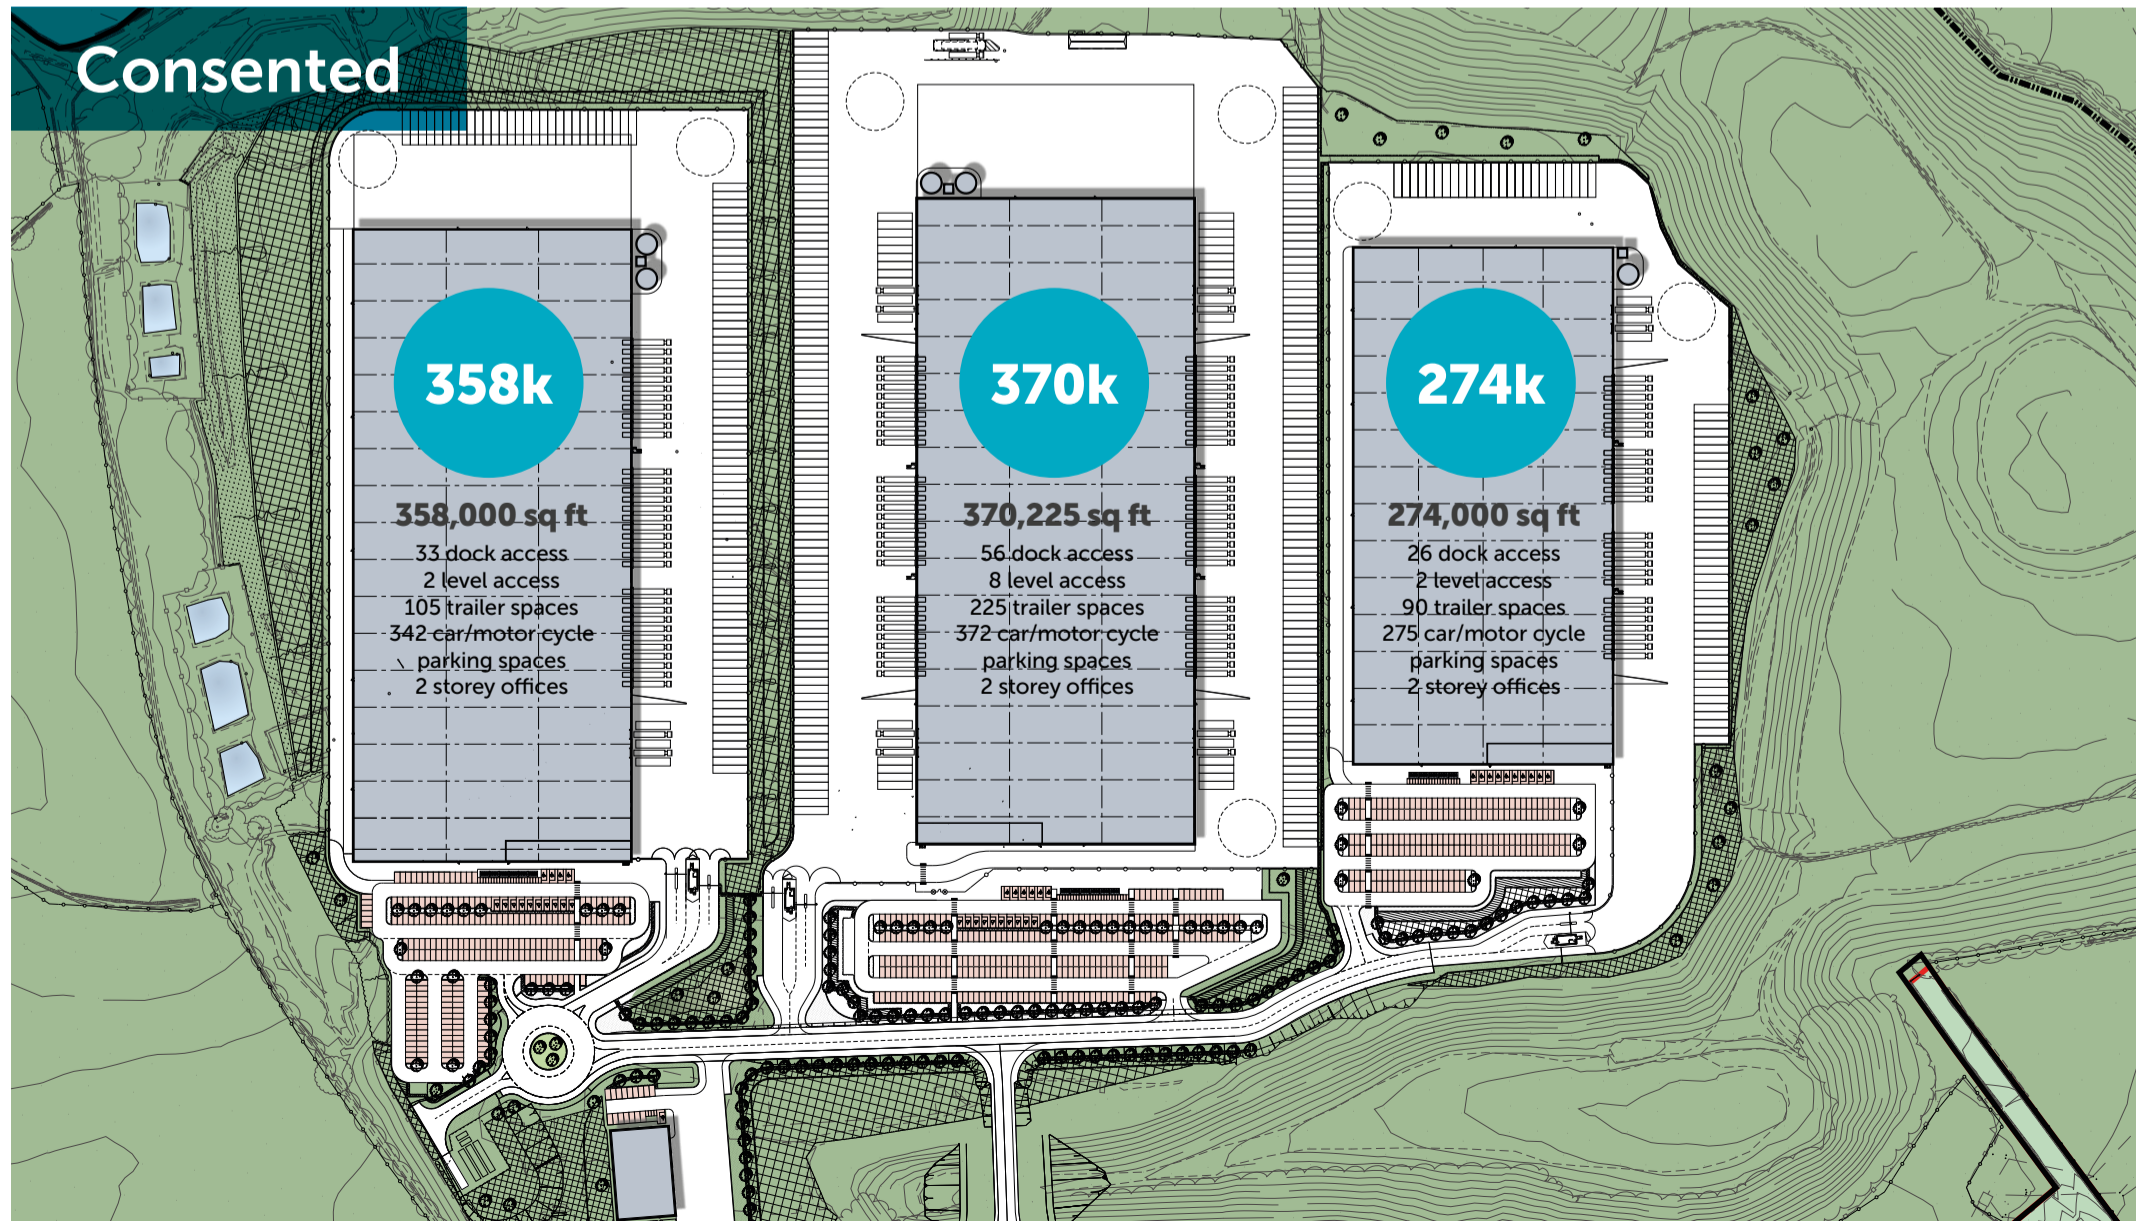 Consented
358k
358,000 sq ft
33 dock access
2 level access
105 trailer spaces
342 car/motor cycle
parking spaces
2 storey offices
370k
370,225 sq ft
56 dock access
8 level access
225 trailer spaces
372 car/motor cycle
parking spaces
2 storey offices
274k
274,000 sq ft
26 dock access
2 level access
90 trailer spaces
275 car/motor cycle
parking spaces
2 storey offices